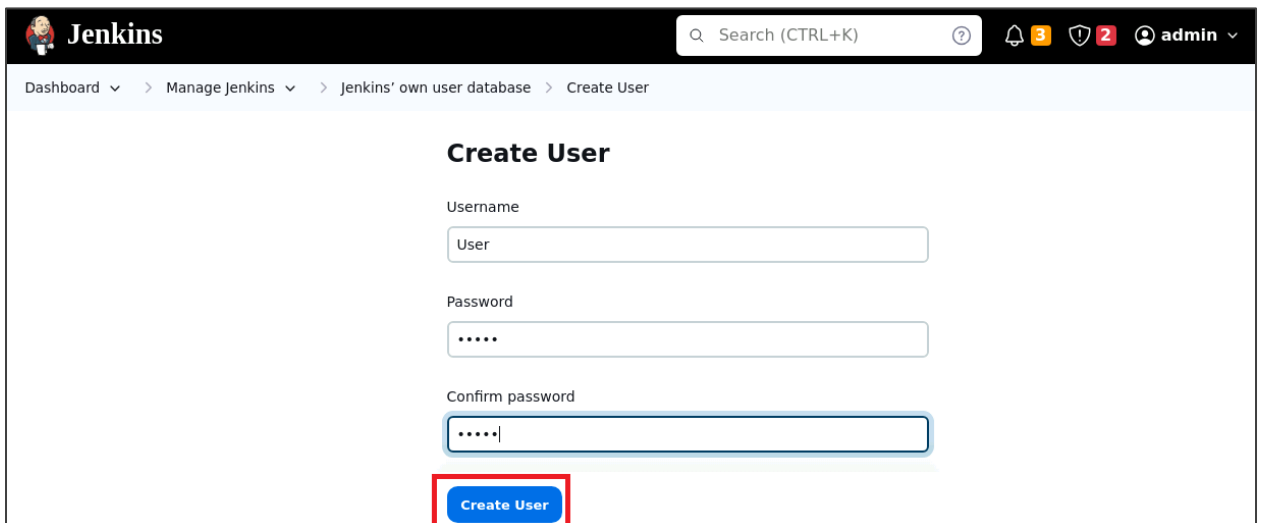 Jenkins Search (CTRL+K) ? 3 2 admin
Dashboard Manage Jenkins Jenkins’ own user database Create User
Create User
Username
User
Password
•••••
Confirm password
•••••
Create User